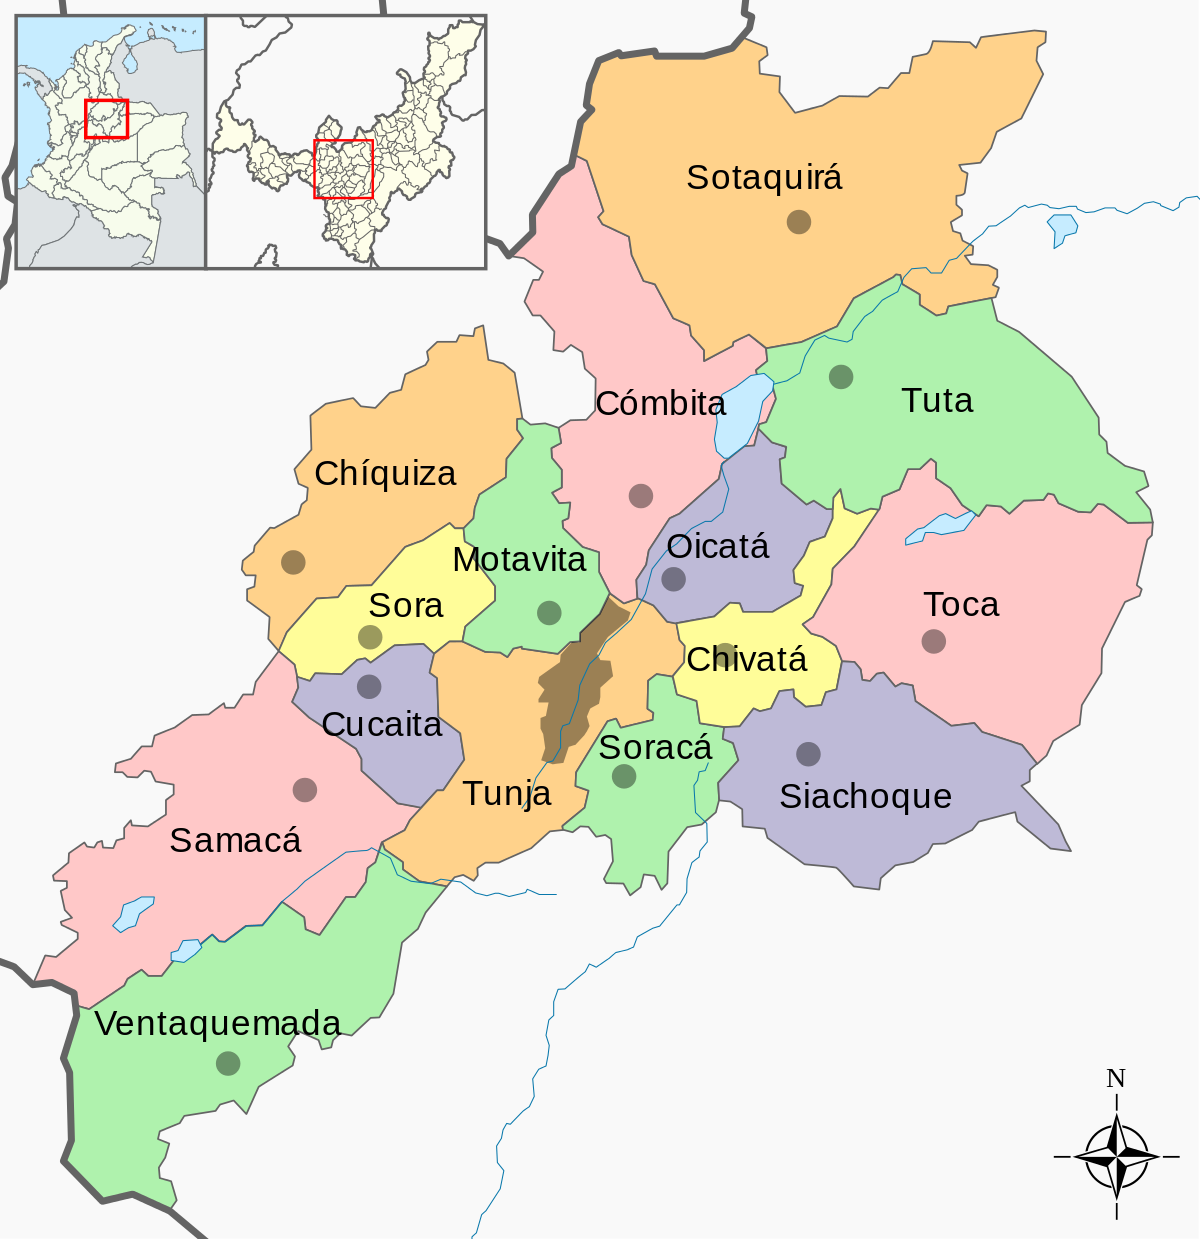 Sotaquirá
Tuta
Cómbita
Chíquiza
Oicatá
Motavita
Sora
Toca
Chivatá
Cucaita
Soracá
Tunja
Siachoque
Samacá
Ventaquemada
N